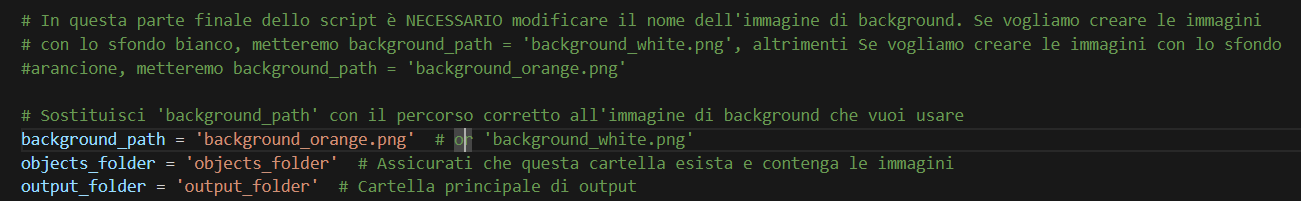 # In questa parte finale dello script è NECESSARIO modificare il nome dell'immagine di background. Se vogliamo creare le immagini
# con lo sfondo bianco, metteremo background_path = 'background_white.png', altrimenti Se vogliamo creare le immagini con lo sfondo
#arancione, metteremo background_path = 'background_orange.png'
# Sostituisci 'background_path' con il percorso corretto all'immagine di background che vuoi usare
background_path = 'background_orange.png'  # or 'background_white.png'
objects_folder = 'objects_folder'  # Assicurati che questa cartella esista e contenga le immagini
output_folder = 'output_folder'  # Cartella principale di output